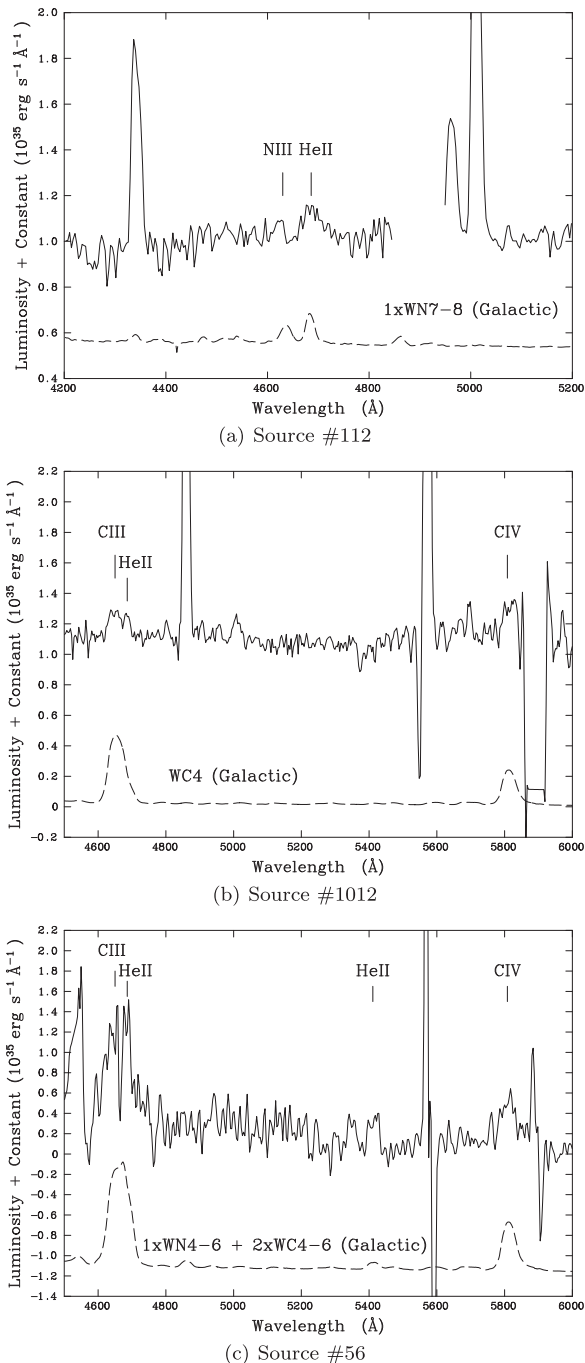 Luminosity + Constant (10³⁵ erg s⁻¹ Å⁻¹)
2.0
1.8
1.6
1.4
1.2
1.0
0.8
0.6
0.4
NIII HeII
1xWN7-8 (Galactic)
4200 4400 4600 4800 5000 5200
Wavelength (Å)
(a) Source #112
Luminosity + Constant (10³⁵ erg s⁻¹ Å⁻¹)
2.2
2.0
1.8
1.6
1.4
1.2
1.0
0.8
0.6
0.4
0.2
0
-0.2
CIII
HeII
CIV
WC4 (Galactic)
4600 4800 5000 5200 5400 5600 5800 6000
Wavelength (Å)
(b) Source #1012
Luminosity + Constant (10³⁵ erg s⁻¹ Å⁻¹)
2.2
2.0
1.8
1.6
1.4
1.2
1.0
0.8
0.6
0.4
0.2
0
-0.2
-0.4
-0.6
-0.8
-1.0
-1.2
-1.4
CIII
HeII
HeII
CIV
1xWN4-6 + 2xWC4-6 (Galactic)
4600 4800 5000 5200 5400 5600 5800 6000
Wavelength (Å)
(c) Source #56